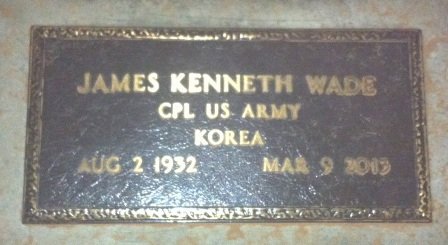 JAMES KENNETH WADE
CPL US ARMY
KOREA
AUG 2 1932 MAR 9 2013